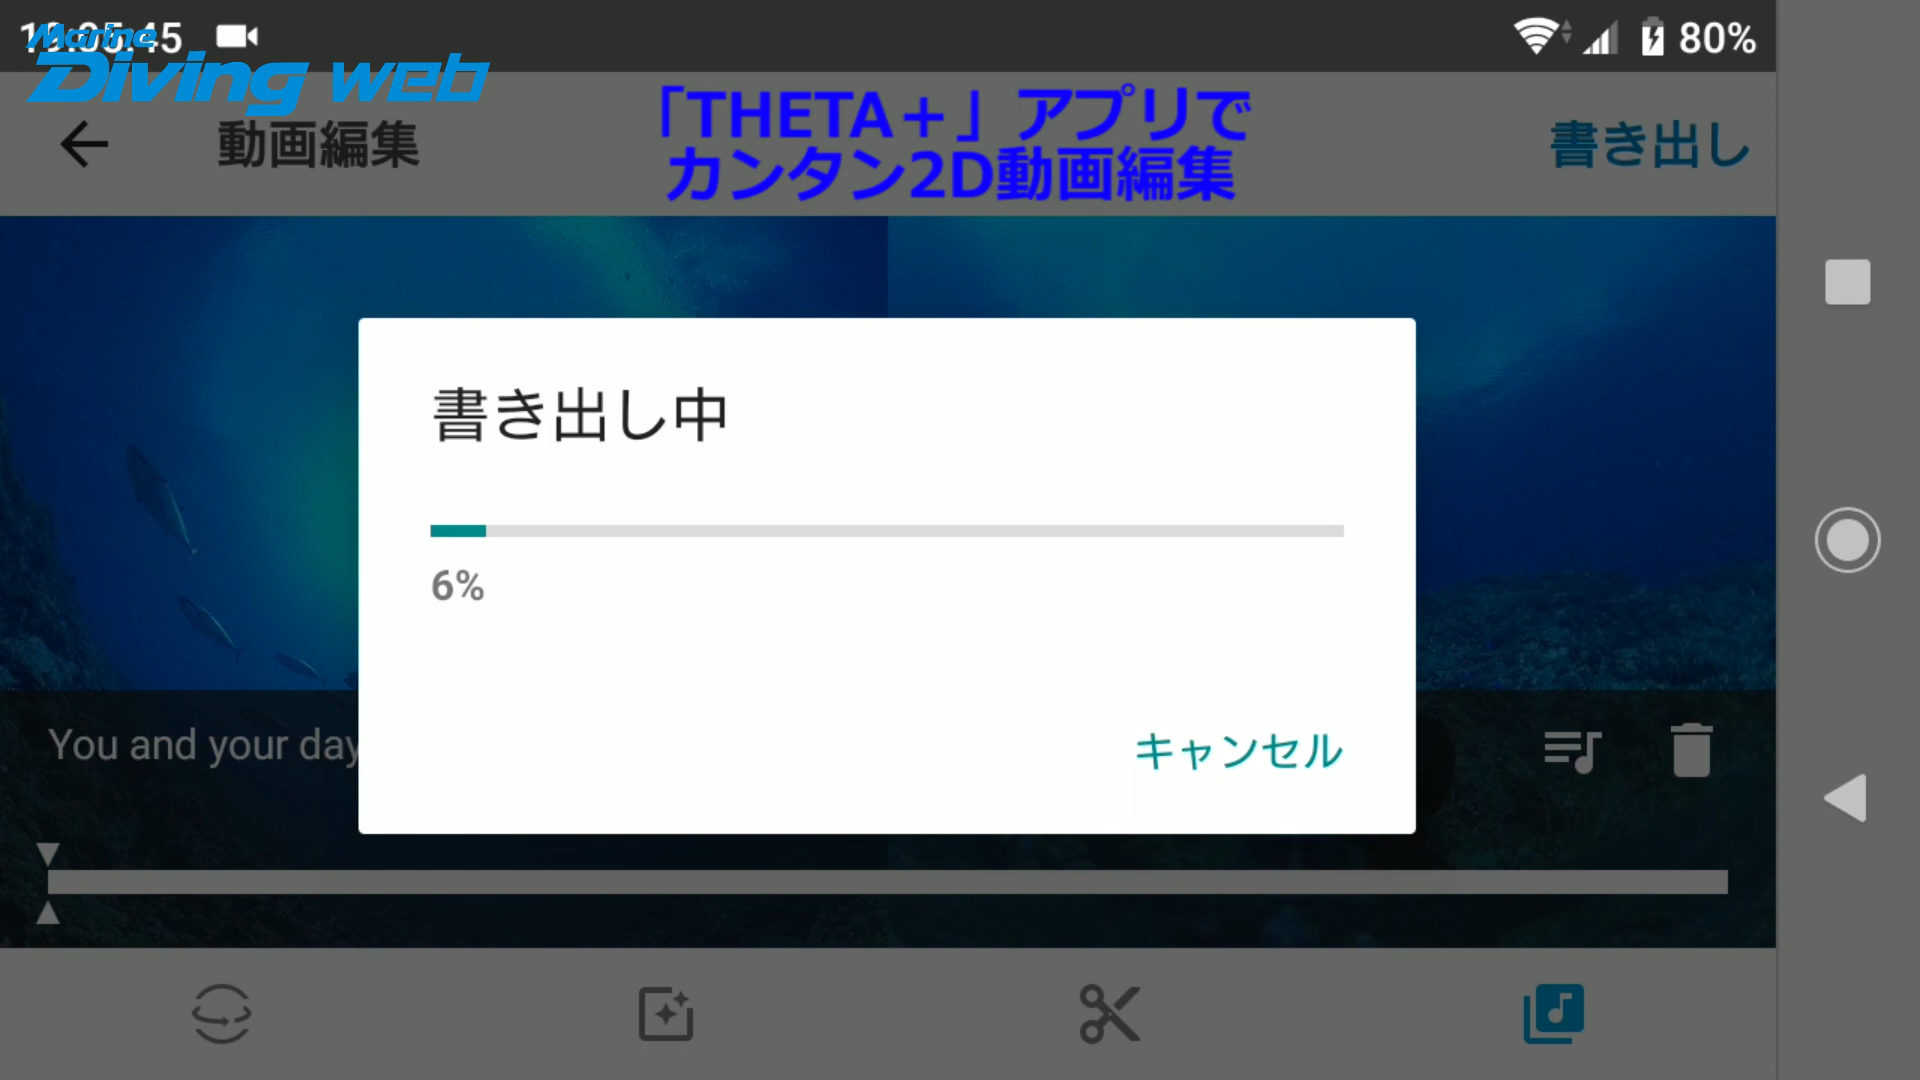 Marine
Diving web
80%
「THETA＋」アプリで
カンタン2D動画編集
動画編集
書き出し
書き出し中
6%
キャンセル
You and your day